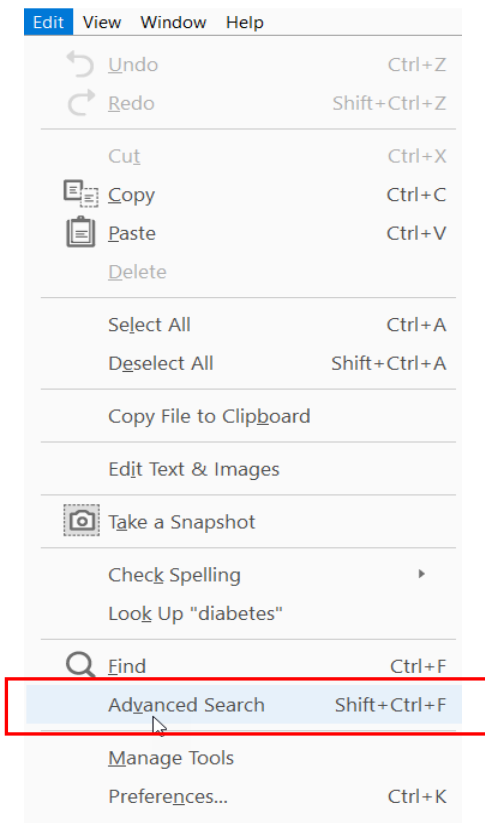 Edit View Window Help
Undo Ctrl+Z
Redo Shift+Ctrl+Z
Cut Ctrl+X
Copy Ctrl+C
Paste Ctrl+V
Delete
Select All Ctrl+A
Deselect All Shift+Ctrl+A
Copy File to Clipboard
Edit Text & Images
Take a Snapshot
Check Spelling
Look Up "diabetes"
Find Ctrl+F
Advanced Search Shift+Ctrl+F
Manage Tools
Preferences... Ctrl+K